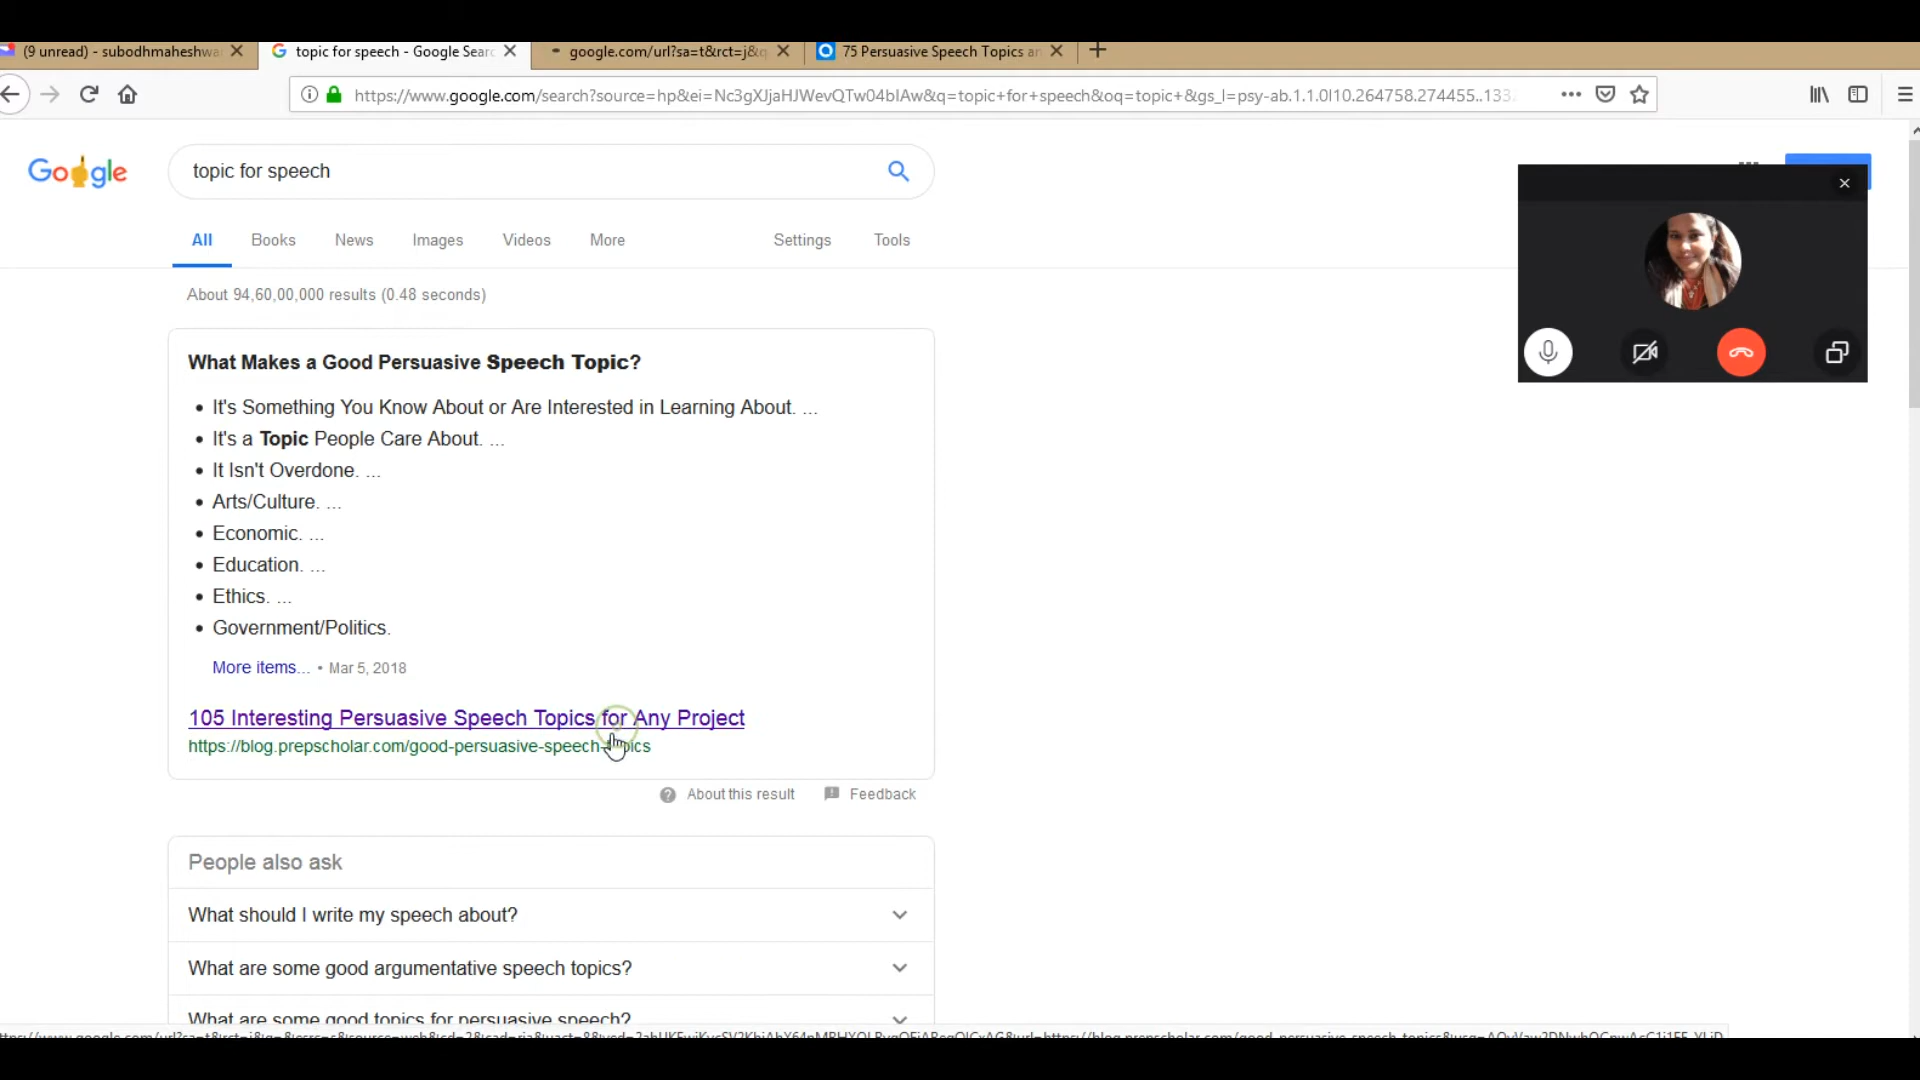 (9 unread) - subodhmaheshwa
topic for speech - Google Searc
google.com/url?sa=t&rct=j&q
75 Persuasive Speech Topics an
https://www.google.com/search?source=hp&ei=Nc3gXJjaHJWevQTw04bIAw&q=topic+for+speech&oq=topic+&gs_l=psy-ab.1.1.0l10.264758.274455..133
Google
topic for speech
All Books News Images Videos More Settings Tools
About 94,60,00,000 results (0.48 seconds)
What Makes a Good Persuasive Speech Topic?
• It's Something You Know About or Are Interested in Learning About. ...
• It's a Topic People Care About. ...
• It Isn't Overdone. ...
• Arts/Culture. ...
• Economic. ...
• Education. ...
• Ethics. ...
• Government/Politics.
More items... • Mar 5, 2018
105 Interesting Persuasive Speech Topics for Any Project
https://blog.prepscholar.com/good-persuasive-speech-topics
About this result Feedback
People also ask
What should I write my speech about?
What are some good argumentative speech topics?
What are some good topics for persuasive speech?